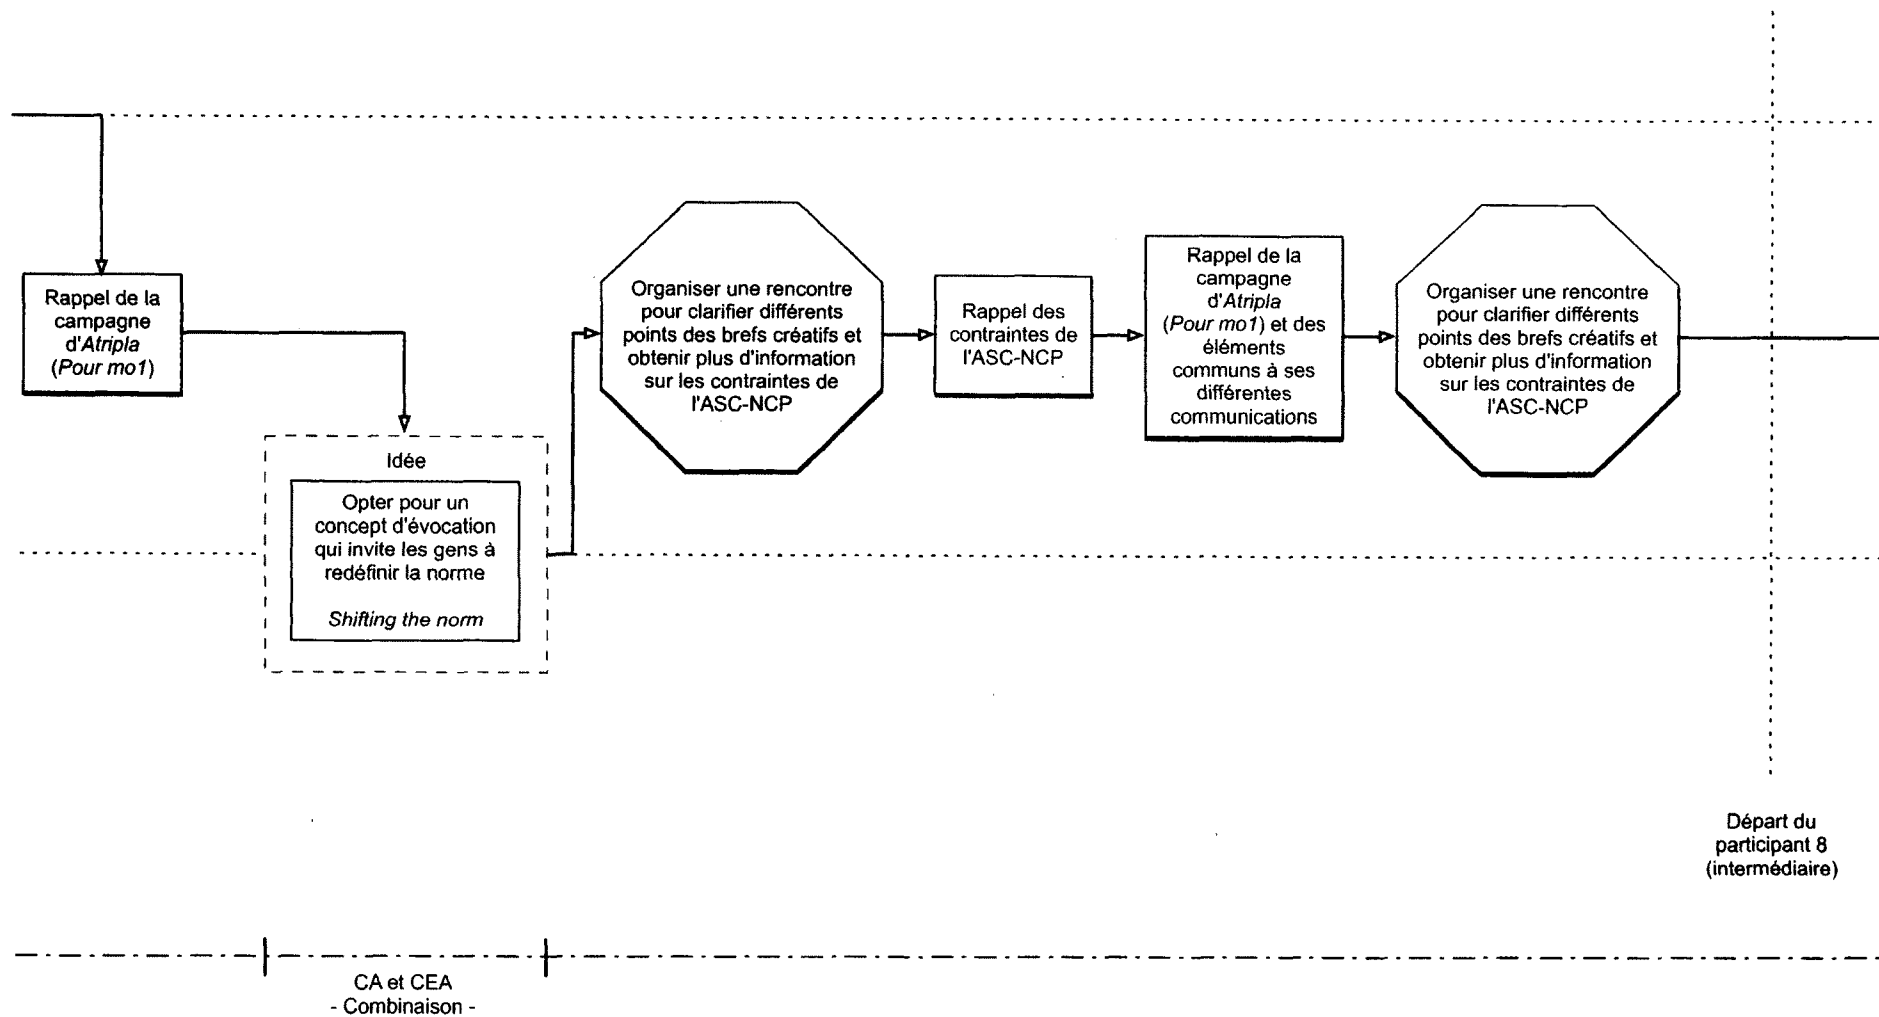 Rappel de la
campagne
d'Atripla
(Pour mo1)
Idée
Opter pour un
concept d'évocation
qui invite les gens à
redéfinir la norme
Shifting the norm
Organiser une rencontre
pour clarifier différents
points des brefs créatifs et
obtenir plus d'information
sur les contraintes de
l'ASC-NCP
Rappel des
contraintes de
l'ASC-NCP
Rappel de la
campagne
d'Atripla
(Pour mo1) et des
éléments
communs à ses
différentes
communications
Organiser une rencontre
pour clarifier différents
points des brefs créatifs et
obtenir plus d'information
sur les contraintes de
l'ASC-NCP
Départ du
participant 8
(intermédiaire)
CA et CEA
- Combinaison -